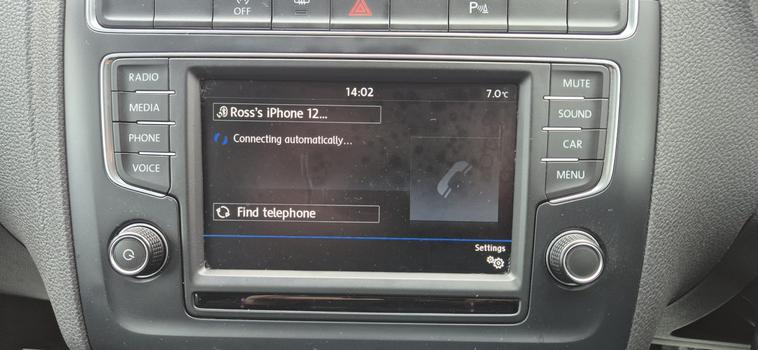 OFF
P
14:02
7.0°C
RADIO
MEDIA
PHONE
VOICE
Ross's iPhone 12...
Connecting automatically...
Find telephone
Settings
MUTE
SOUND
CAR
MENU